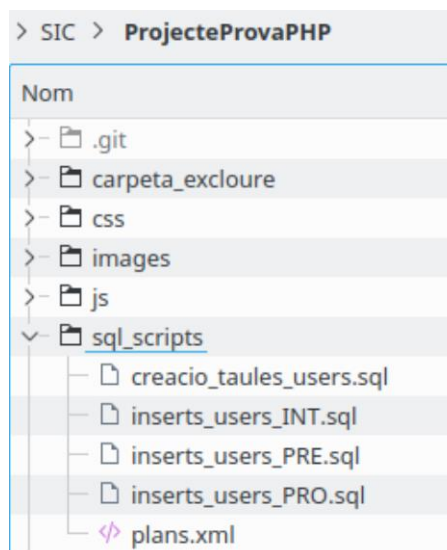 > SIC > ProjecteProvaPHP
Nom
.git
carpeta_excloure
css
images
js
sql_scripts
creacio_taules_users.sql
inserts_users_INT.sql
inserts_users_PRE.sql
inserts_users_PRO.sql
plans.xml